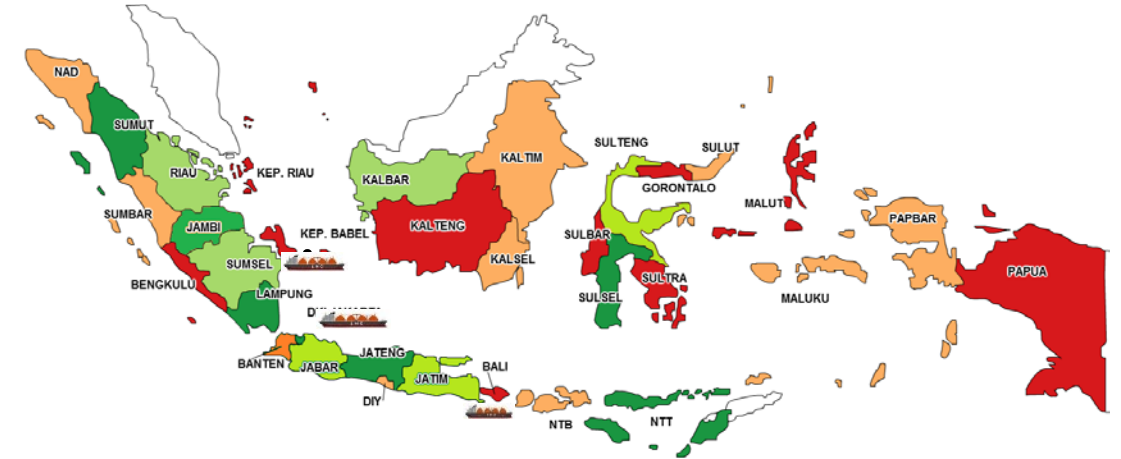 NAD
SUMUT
RIAU
KEP. RIAU
SUMBAR
JAMBI
KEP. BABEL
SUMSEL
BENGKULU
LAMPUNG
BANTEN
JABAR
JATENG
DIY
JATIM
BALI
NTB
NTT
KALBAR
KALTIM
KALTENG
KALSEL
SULTENG
SULUT
GORONTALO
SULBAR
SULTRA
SULSEL
MALUT
MALUKU
PAPBAR
PAPUA